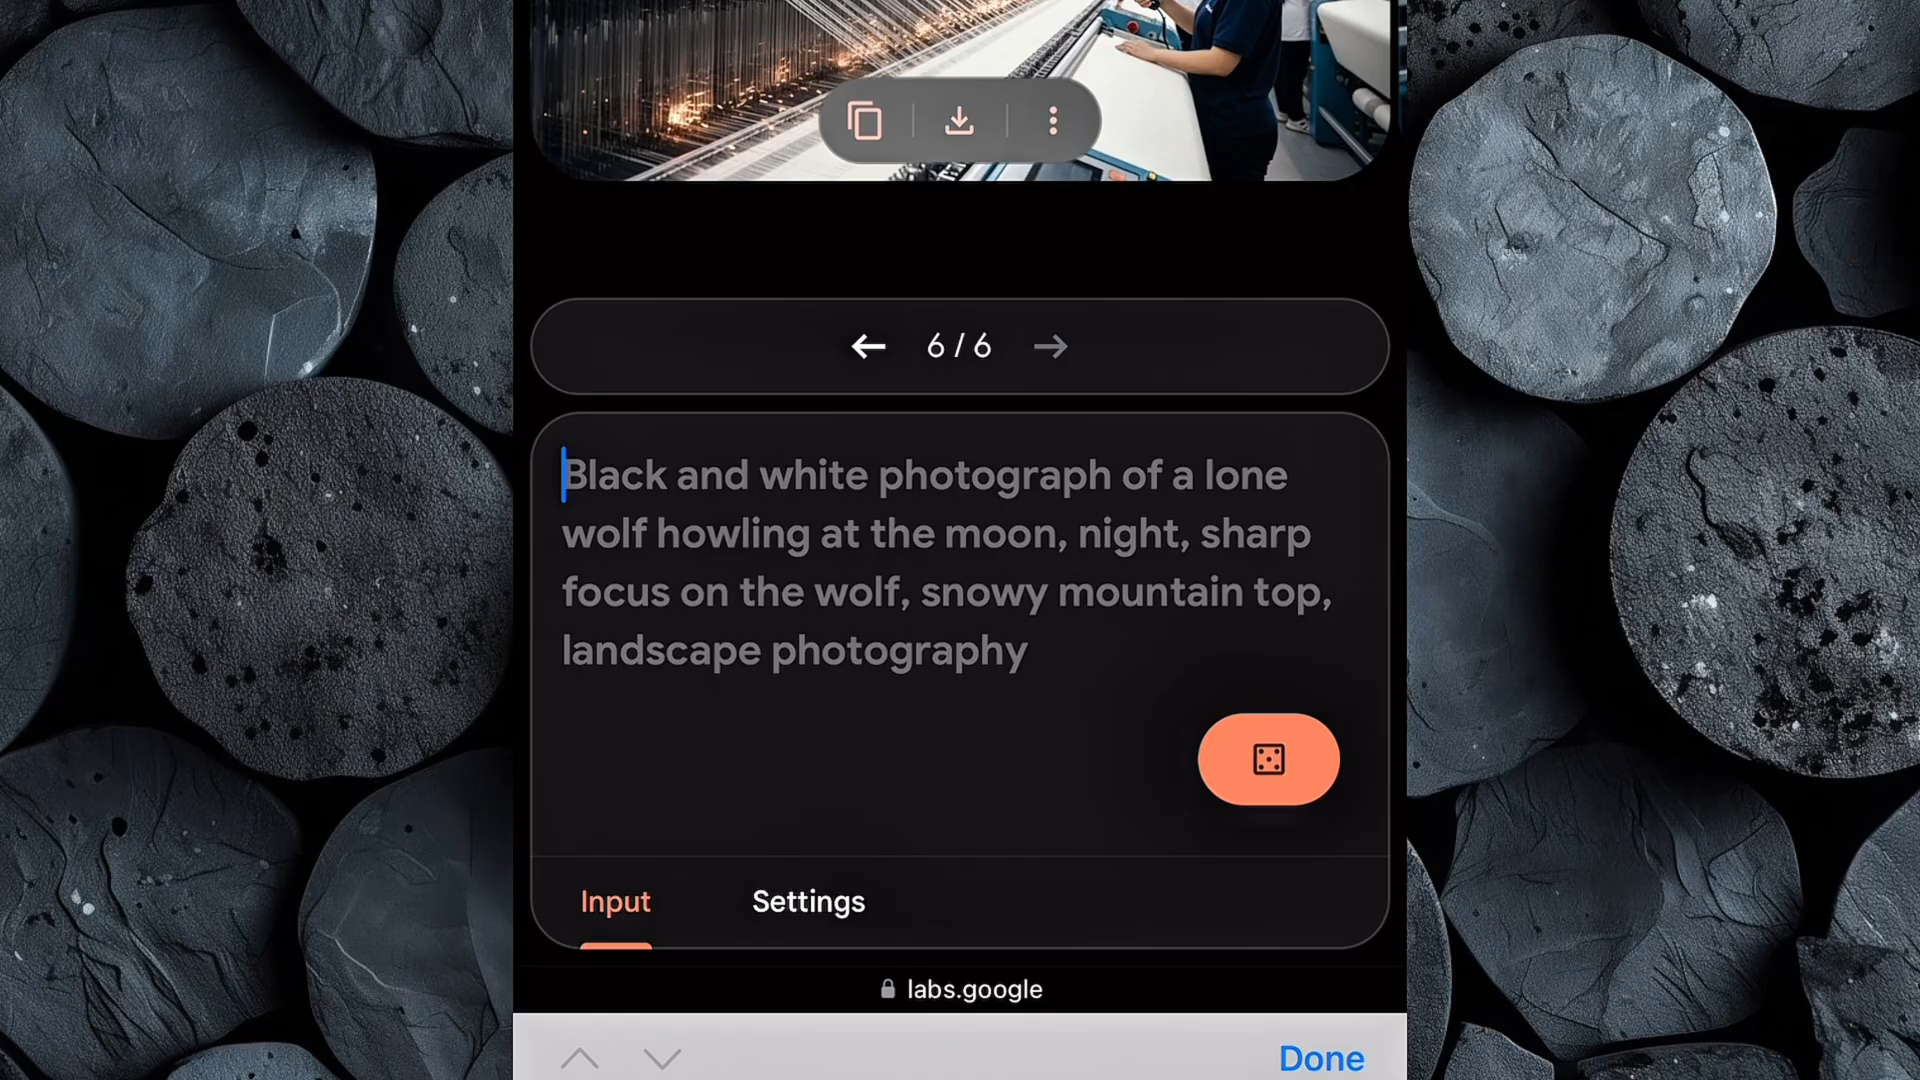 6 / 6
Black and white photograph of a lone
wolf howling at the moon, night, sharp
focus on the wolf, snowy mountain top,
landscape photography
Input Settings
labs.google
Done